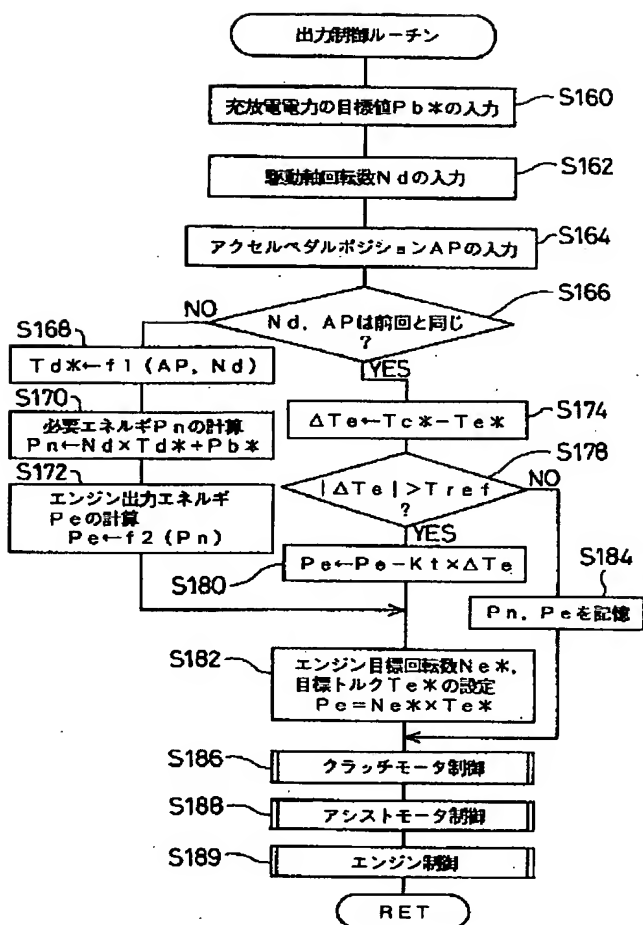 出力制御ルーチン
充放電電力の目標値Pb*の入力
S160
駆動軸回転数Ndの入力
S162
アクセルペダルポジションAPの入力
S164
Nd，APは前回と同じ
?
S166
NO
YES
S168
Td*←f1(AP，Nd)
S170
必要エネルギPnの計算
Pn←Nd×Td*+Pb*
S172
エンジン出力エネルギ
Peの計算
Pe←f2(Pn)
ΔTe←Tc*-Te*
S174
|ΔTe|>Tref
?
S178
NO
YES
Pe←Pe-Kt×ΔTe
S180
S184
Pn，Peを記憶
S182
エンジン目標回転数Ne*，
目標トルクTe*の設定
Pe=Ne*×Te*
S186
クラッチモータ制御
S188
アシストモータ制御
S189
エンジン制御
RET